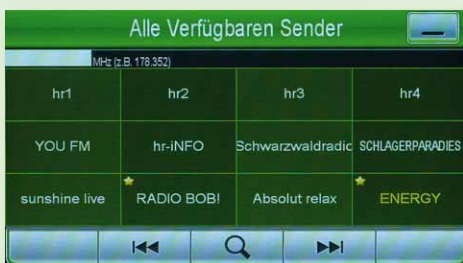 Alle Verfügbaren Sender
MHz (z.B. 178.352)
hr1 hr2 hr3 hr4
YOU FM hr-iNFO Schwarzwaldradic SCHLAGERPARADIES
sunshine live RADIO BOB! Absolut relax ENERGY